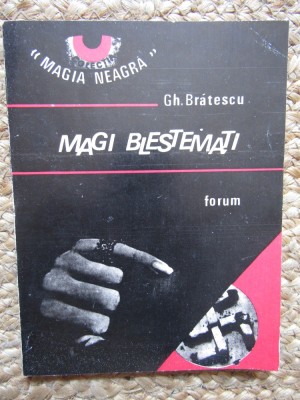 COLECȚIA
“MAGIA NEAGRĂ”
Gh. Brătescu
MAGI BLESTEMAȚI
forum